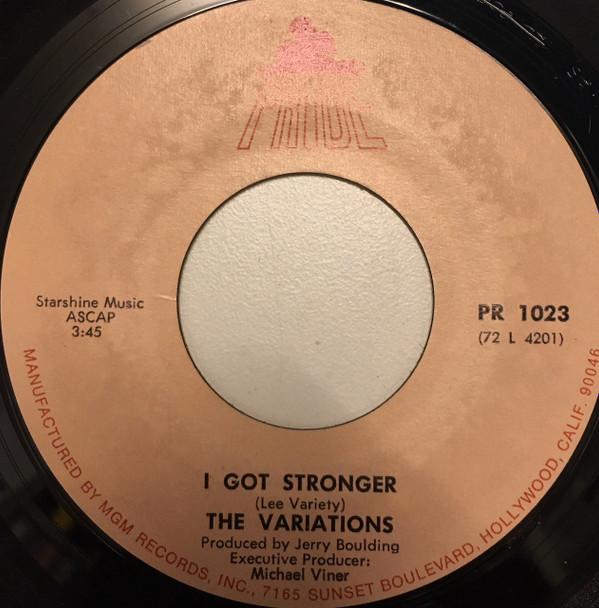 PRIDE
Starshine Music
ASCAP
3:45
PR 1023
(72 L 4201)
I GOT STRONGER
(Lee Variety)
THE VARIATIONS
Produced by Jerry Boulding
Executive Producer:
Michael Viner
MANUFACTURED BY MGM RECORDS, INC., 7165 SUNSET BOULEVARD, HOLLYWOOD, CALIF. 90046